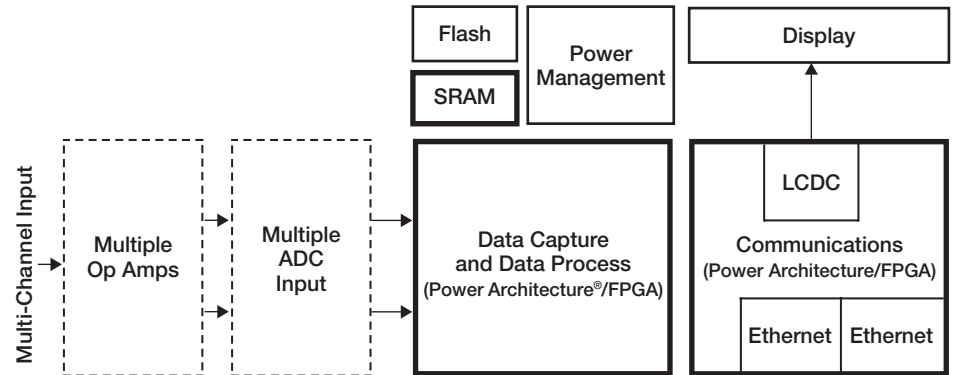 Flash
SRAM
Power
Management
Display
Multi-Channel Input
Multiple
Op Amps
Multiple
ADC
Input
Data Capture
and Data Process
(Power Architecture®/FPGA)
LCDC
Communications
(Power Architecture/FPGA)
Ethernet
Ethernet